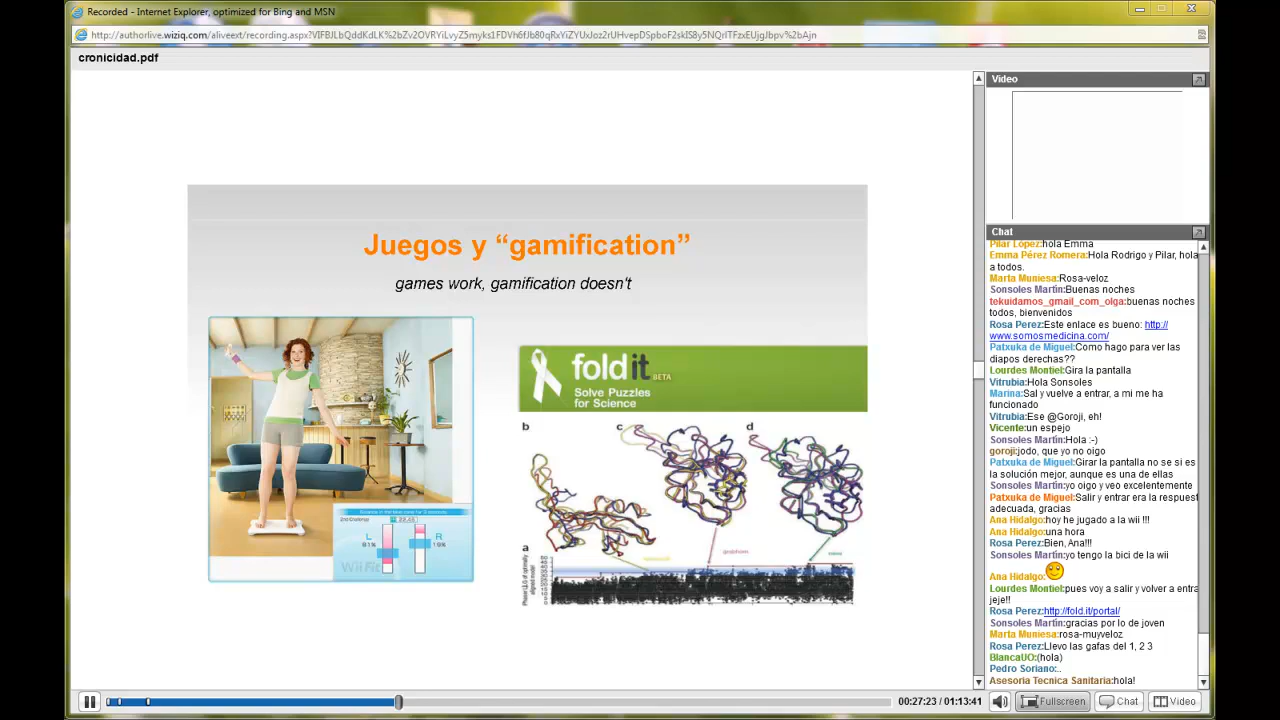 Recorded - Internet Explorer, optimized for Bing and MSN
cronicidad.pdf
Juegos y “gamification”
games work, gamification doesn't
2nd Challenge
L
R
Wii Fit
foldit BETA
Solve Puzzles
for Science
b
c
d
a
Video
Chat
Pilar López:hola Emma
Emma Pérez Romera:Hola Rodrigo y Pilar, hola
a todos.
Marta Muniesa:Rosa-veloz
Sonsoles Martín:Buenas noches
tekuidamos_gmail_com_olga:buenas noches
todos, bienvenidos
Rosa Perez:Este enlace es bueno: http://
www.somosmedicina.com/
Patxuka de Miguel:Como hago para ver las
diapos derechas??
Lourdes Montiel:Gira la pantalla
Vitrubia:Hola Sonsoles
Marina:Sal y vuelve a entrar, a mi me ha
funcionado
Vitrubia:Ese @Goroji, eh!
Vicente:un espejo
Sonsoles Martín:Hola :-)
goroji:jodo, que yo no oigo
Patxuka de Miguel:Girar la pantalla no se si es
la solución mejor, aunque es una de ellas
Sonsoles Martín:yo oigo y veo excelentemente
Patxuka de Miguel:Salir y entrar era la respuest
adecuada, gracias
Ana Hidalgo:hoy he jugado a la wii !!!
Ana Hidalgo:una hora
Rosa Perez:Bien, Ana!!!
Sonsoles Martín:yo tengo la bici de la wii
Ana Hidalgo:
Lourdes Montiel:pues voy a salir y volver a entra
jeje!!
Rosa Perez:http://fold.it/portal/
Sonsoles Martín:gracias por lo de joven
Marta Muniesa:rosa-muyveloz
Rosa Perez:Llevo las gafas del 1, 2 3
BlancaUO:(hola)
Pedro Soriano:..
Asesoria Tecnica Sanitaria:hola!
00:27:23 / 01:13:41
Fullscreen
Chat
Video